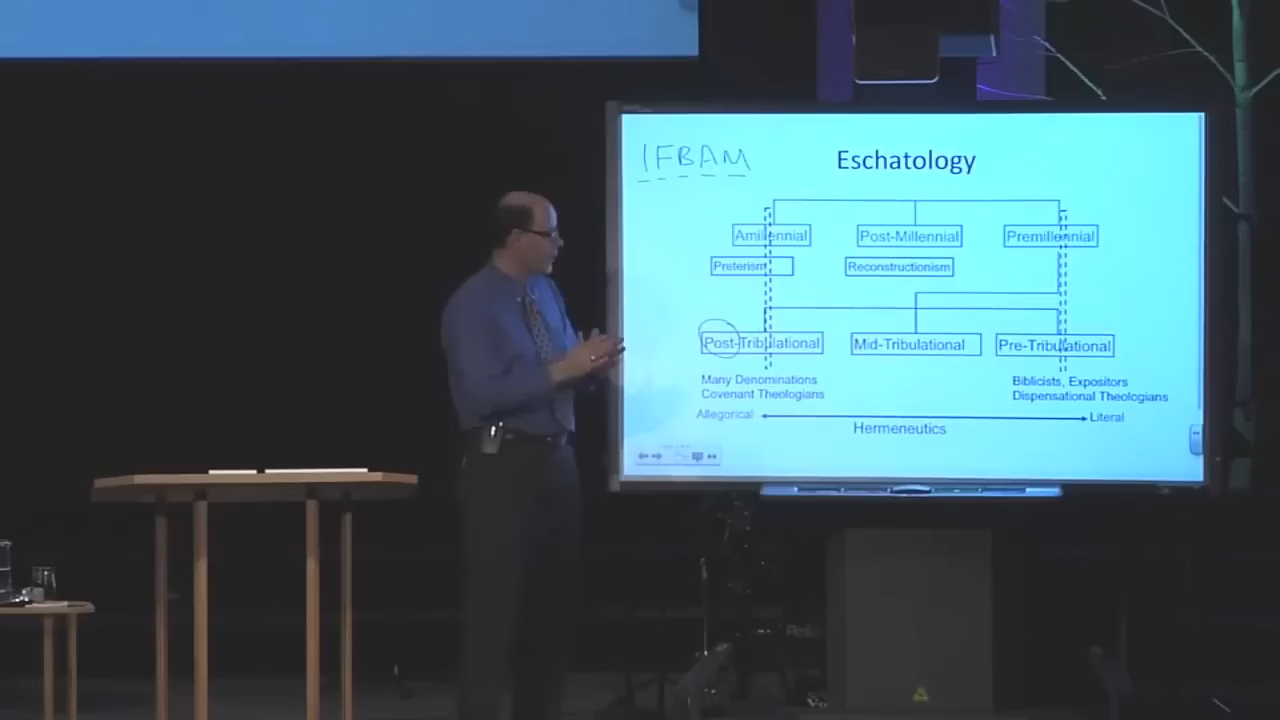 IFBAM
Eschatology
Amillennial Post-Millennial Premillennial
Preterism Reconstructionism
Post-Tribulational Mid-Tribulational Pre-Tribulational
Many Denominations Biblicists, Expositors
Covenant Theologians Dispensational Theologians
Allegorical Literal
Hermeneutics